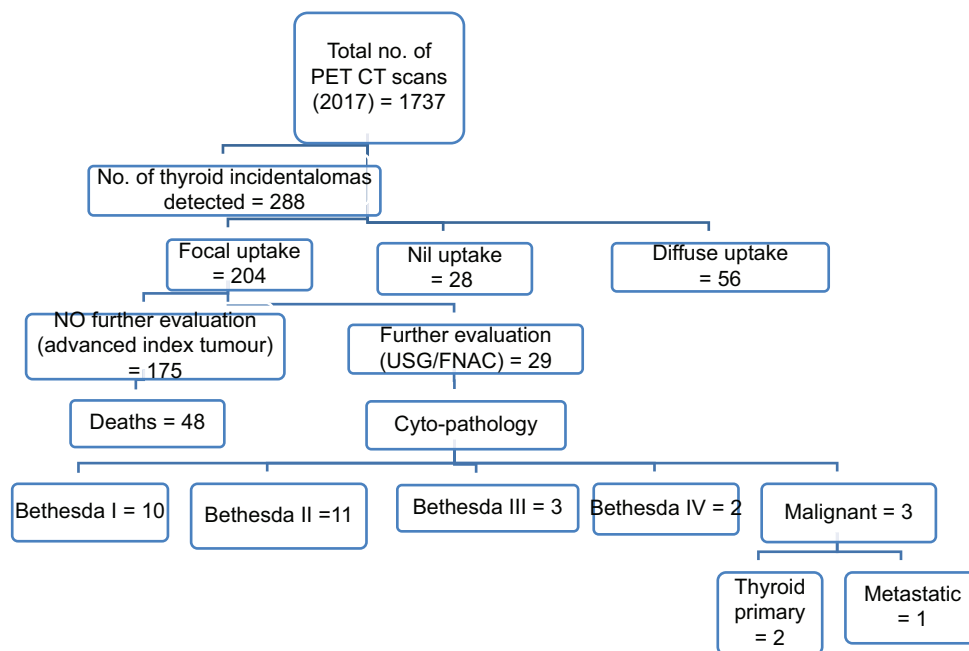 Total no. of
PET CT scans
(2017) = 1737
No. of thyroid incidentalomas
detected = 288
Focal uptake
= 204
Nil uptake
= 28
Diffuse uptake
= 56
NO further evaluation
(advanced index tumour)
= 175
Further evaluation
(USG/FNAC) = 29
Deaths = 48
Cyto-pathology
Bethesda I = 10
Bethesda II =11
Bethesda III = 3
Bethesda IV = 2
Malignant = 3
Thyroid
primary
= 2
Metastatic
= 1